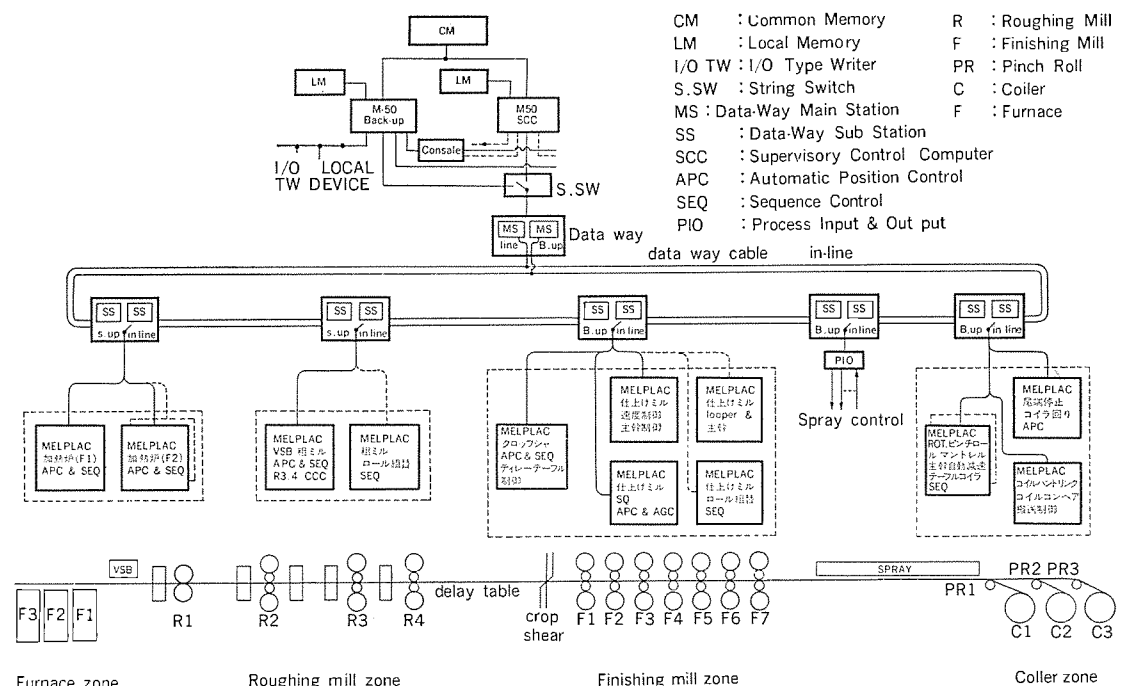 CM
LM
LM
M-50
Back-up
M50
SCC
Console
I/O LOCAL
TW DEVICE
S.SW
MS MS
line B.up
Data way
data way cable in-line
CM : Common Memory
LM : Local Memory
I/O TW : I/O Type Writer
S.SW : String Switch
MS : Data-Way Main Station
SS : Data-Way Sub Station
SCC : Supervisory Control Computer
APC : Automatic Position Control
SEQ : Sequence Control
PIO : Process Input & Out put
R : Roughing Mill
F : Finishing Mill
PR : Pinch Roll
C : Coiler
F : Furnace
SS SS
s.up in line
SS SS
s.up in line
SS SS
B.up in line
SS SS
B.up in line
SS SS
B.up in line
PIO
Spray control
MELPLAC
加熱炉(F1)
APC & SEQ
MELPLAC
加熱炉(F2)
APC & SEQ
MELPLAC
VSB 粗ミル
APC & SEQ
R3.4 CCC
MELPLAC
粗ミル
ロール組替
SEQ
MELPLAC
クロップシャ
APC & SEQ
ディレーテーブル
制御
MELPLAC
仕上げミル
速度制御
主幹制御
MELPLAC
仕上げミル
looper &
主幹
MELPLAC
仕上げミル
SQ
APC & AGC
MELPLAC
仕上げミル
ロール組替
SEQ
MELPLAC
ROT.ピンチロー
ル マンドレル
主幹自動減速
テーブルコイラ
SEQ
MELPLAC
尾端停止
コイラ回り
APC
MELPLAC
コイルハンドリング
コイルコンベア
搬送制御
VSB
F3 F2 F1
R1
R2
R3
R4
delay table
crop
shear
F1 F2 F3 F4 F5 F6 F7
SPRAY
PR1
PR2 PR3
C1 C2 C3
Furnace zone
Roughing mill zone
Finishing mill zone
Coller zone